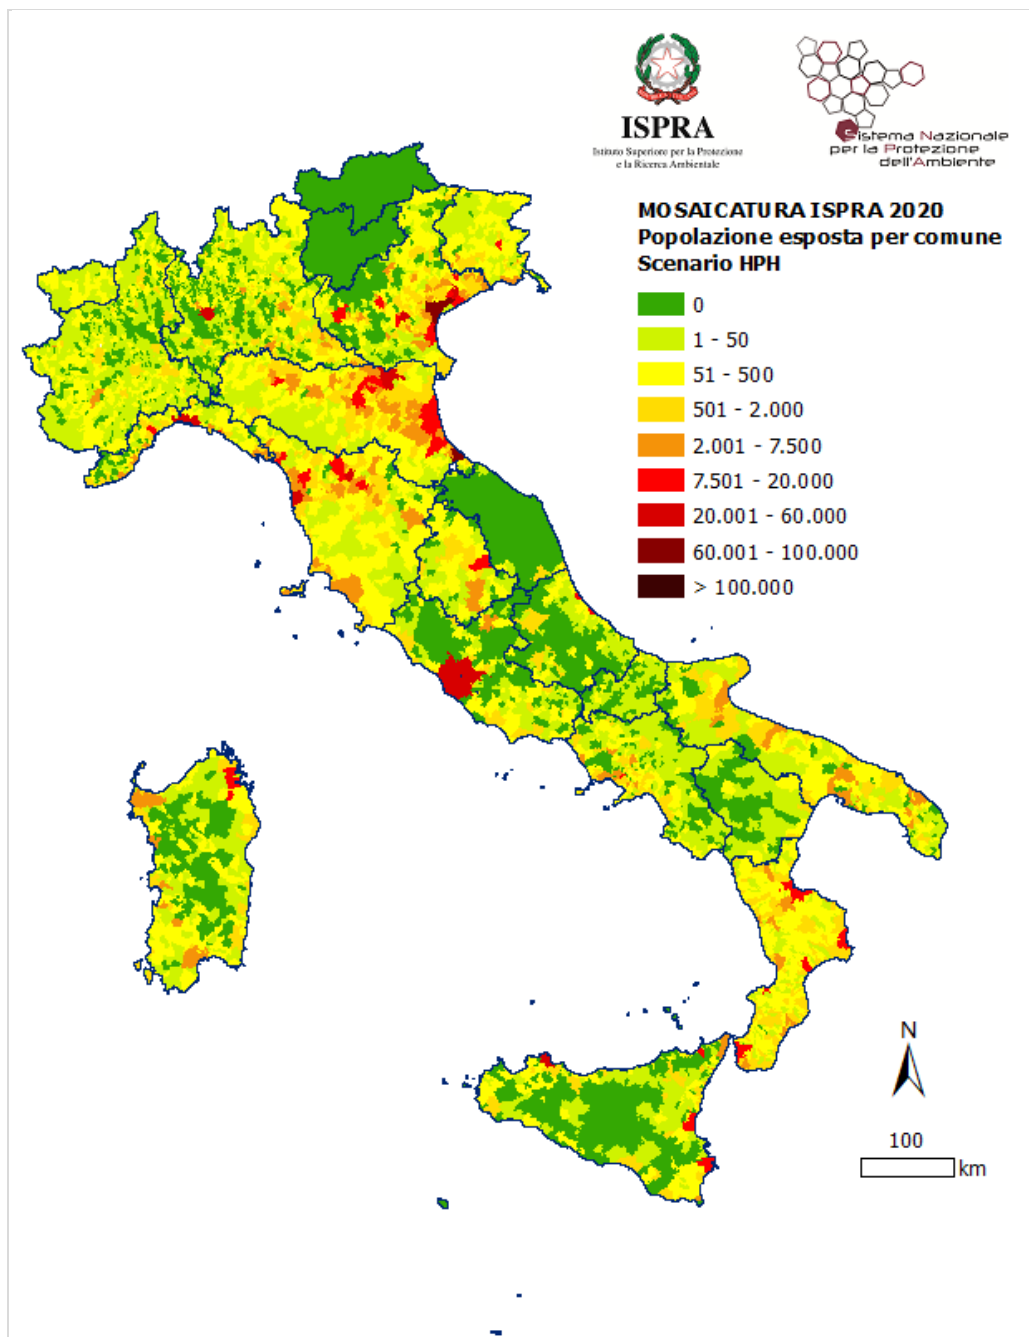 ISPRA
Istituto Superiore per la Protezione
e la Ricerca Ambientale
Sistema Nazionale
per la Protezione
dell'Ambiente
MOSAICATURA ISPRA 2020
Popolazione esposta per comune
Scenario HPH
0
1 - 50
51 - 500
501 - 2.000
2.001 - 7.500
7.501 - 20.000
20.001 - 60.000
60.001 - 100.000
> 100.000
N
100
km